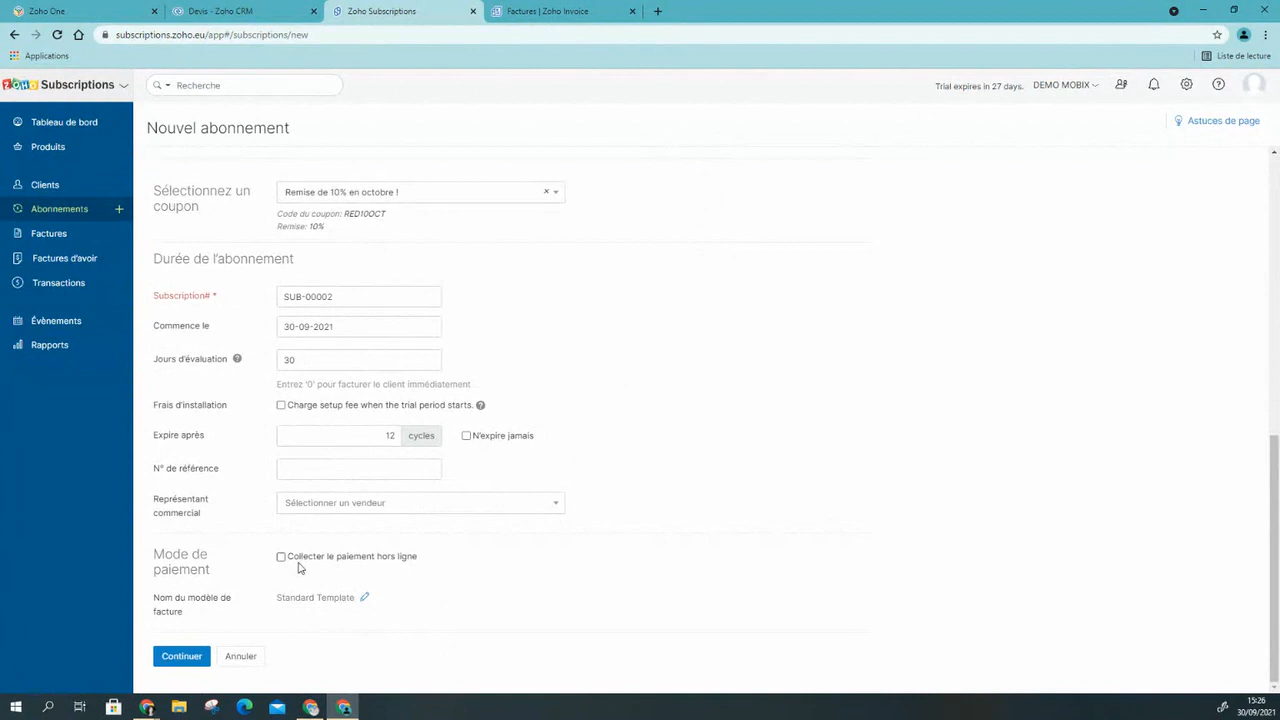 Zoho One
Devis - Zoho CRM
Zoho Subscriptions
Factures | Zoho Invoice
subscriptions.zoho.eu/app#/subscriptions/new
Applications
Liste de lecture
ZOHO Subscriptions
Recherche
Trial expires in 27 days.
DEMO MOBIX
Tableau de bord
Produits
Clients
Abonnements
Factures
Factures d'avoir
Transactions
Évènements
Rapports
Nouvel abonnement
Astuces de page
Sélectionnez un
coupon
Remise de 10% en octobre !
Code du coupon: RED10OCT
Remise: 10%
Durée de l'abonnement
Subscription# *
SUB-00002
Commence le
30-09-2021
Jours d'évaluation
30
Entrez '0' pour facturer le client immédiatement
Frais d'installation
Charge setup fee when the trial period starts.
Expire après
12
cycles
N'expire jamais
N° de référence
Représentant
commercial
Sélectionner un vendeur
Mode de
paiement
Collecter le paiement hors ligne
Nom du modèle de
facture
Standard Template
Continuer
Annuler
15:26
30/09/2021